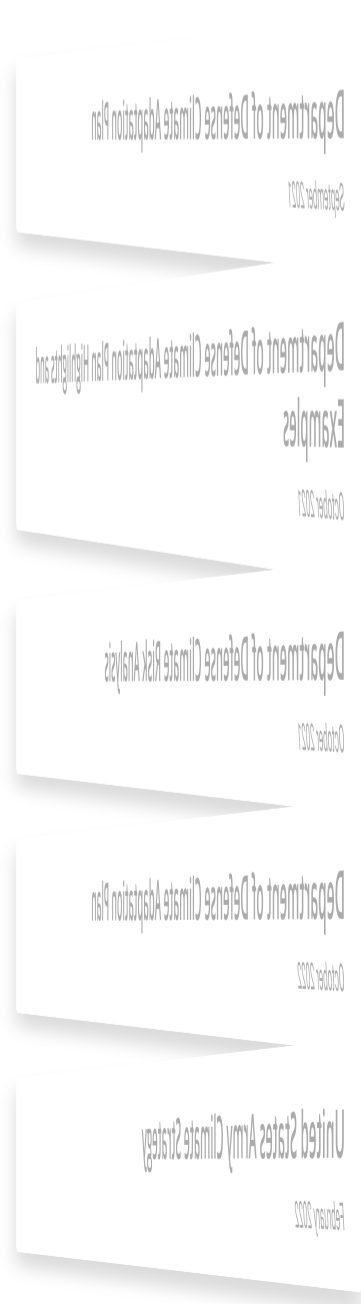 Department of Defense Climate Adaptation Plan
September 2021
Department of Defense Climate Adaptation Plan Highlights and
Examples
October 2021
Department of Defense Climate Risk Analysis
October 2021
Department of Defense Climate Adaptation Plan
October 2022
United States Army Climate Strategy
February 2022